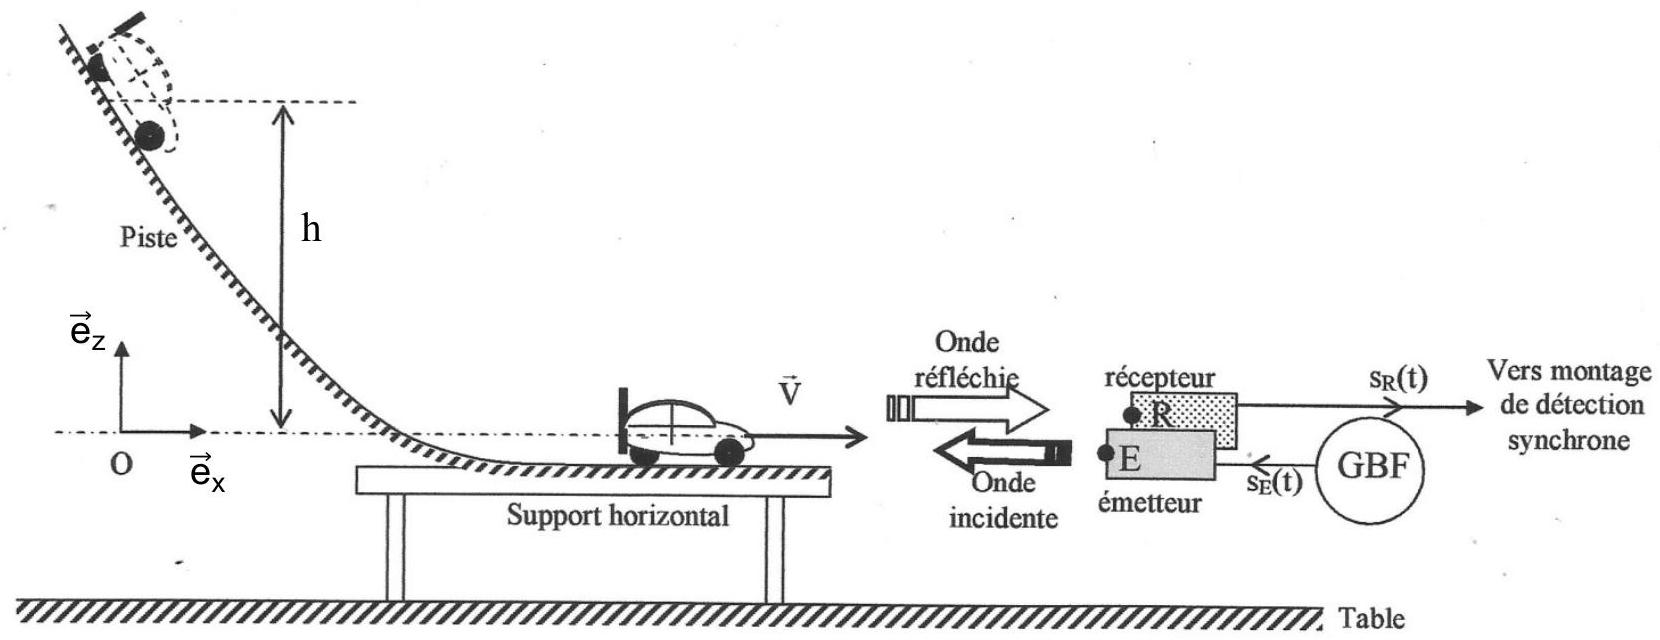 Piste
h
e⃗z
O
e⃗x
V⃗
Support horizontal
Onde
réfléchie
Onde
incidente
récepteur
R
E
émetteur
sR(t)
sE(t)
GBF
Vers montage
de détection
synchrone
Table